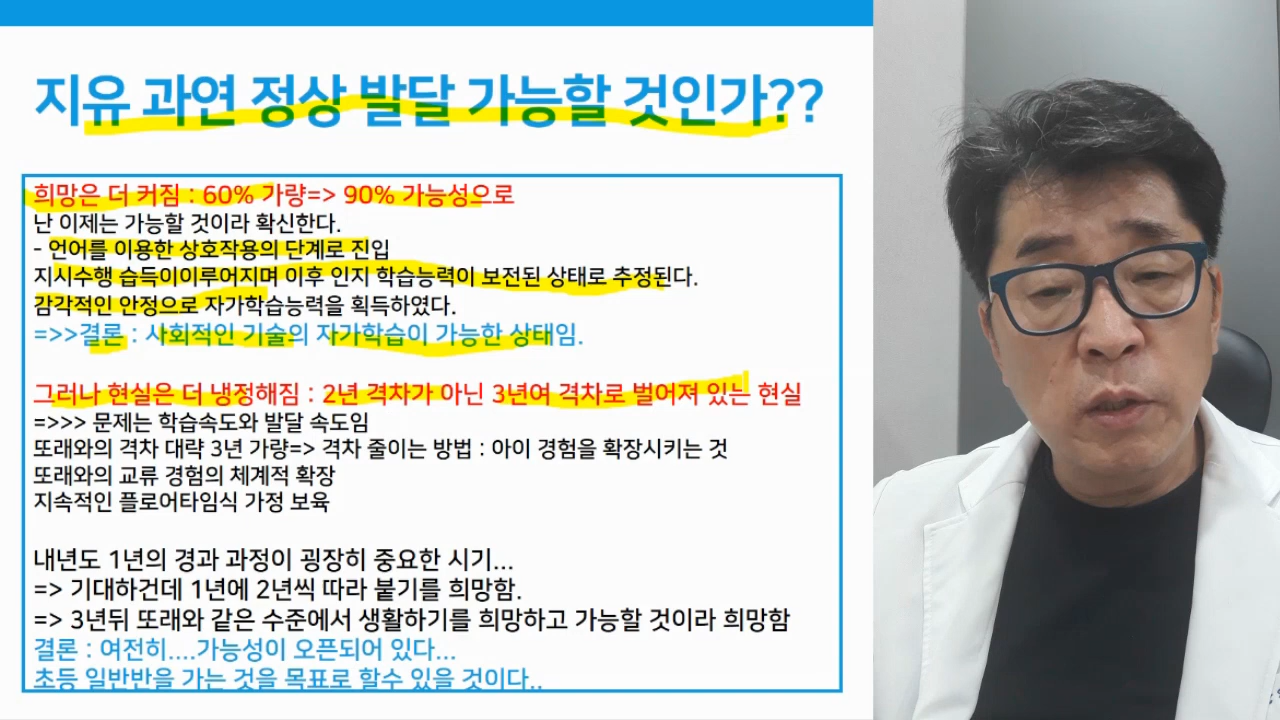 지유 과연 정상 발달 가능할 것인가??
희망은 더 커짐 : 60% 가량=> 90% 가능성으로
난 이제는 가능할 것이라 확신한다.
- 언어를 이용한 상호작용의 단계로 진입
지시수행 습득이이루어지며 이후 인지 학습능력이 보전된 상태로 추정된다.
감각적인 안정으로 자가학습능력을 획득하였다.
=>>결론 : 사회적인 기술의 자가학습이 가능한 상태임.
그러나 현실은 더 냉정해짐 : 2년 격차가 아닌 3년여 격차로 벌어져 있는 현실
=>>> 문제는 학습속도와 발달 속도임
또래와의 격차 대략 3년 가량=> 격차 줄이는 방법 : 아이 경험을 확장시키는 것
또래와의 교류 경험의 체계적 확장
지속적인 플로어타임식 가정 보육
내년도 1년의 경과 과정이 굉장히 중요한 시기...
=> 기대하건데 1년에 2년씩 따라 붙기를 희망함.
=> 3년뒤 또래와 같은 수준에서 생활하기를 희망하고 가능할 것이라 희망함
결론 : 여전히....가능성이 오픈되어 있다...
초등 일반반을 가는 것을 목표로 할수 있을 것이다..